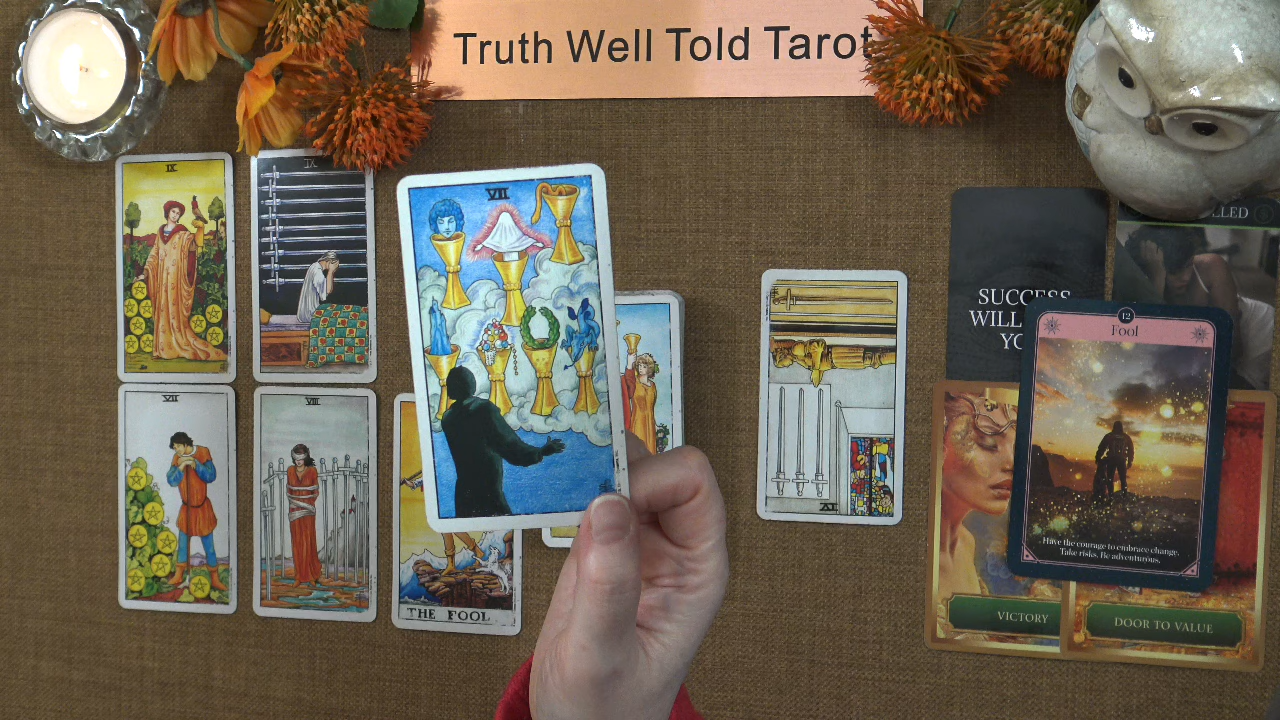 Truth Well Told Tarot
IX
IX
VII
LLED
SUCCESS
WILL
YO
12
Fool
VII
VIII
Have the courage to embrace change.
Take risks. Be adventurous.
IV
THE FOOL
VICTORY
DOOR TO VALUE